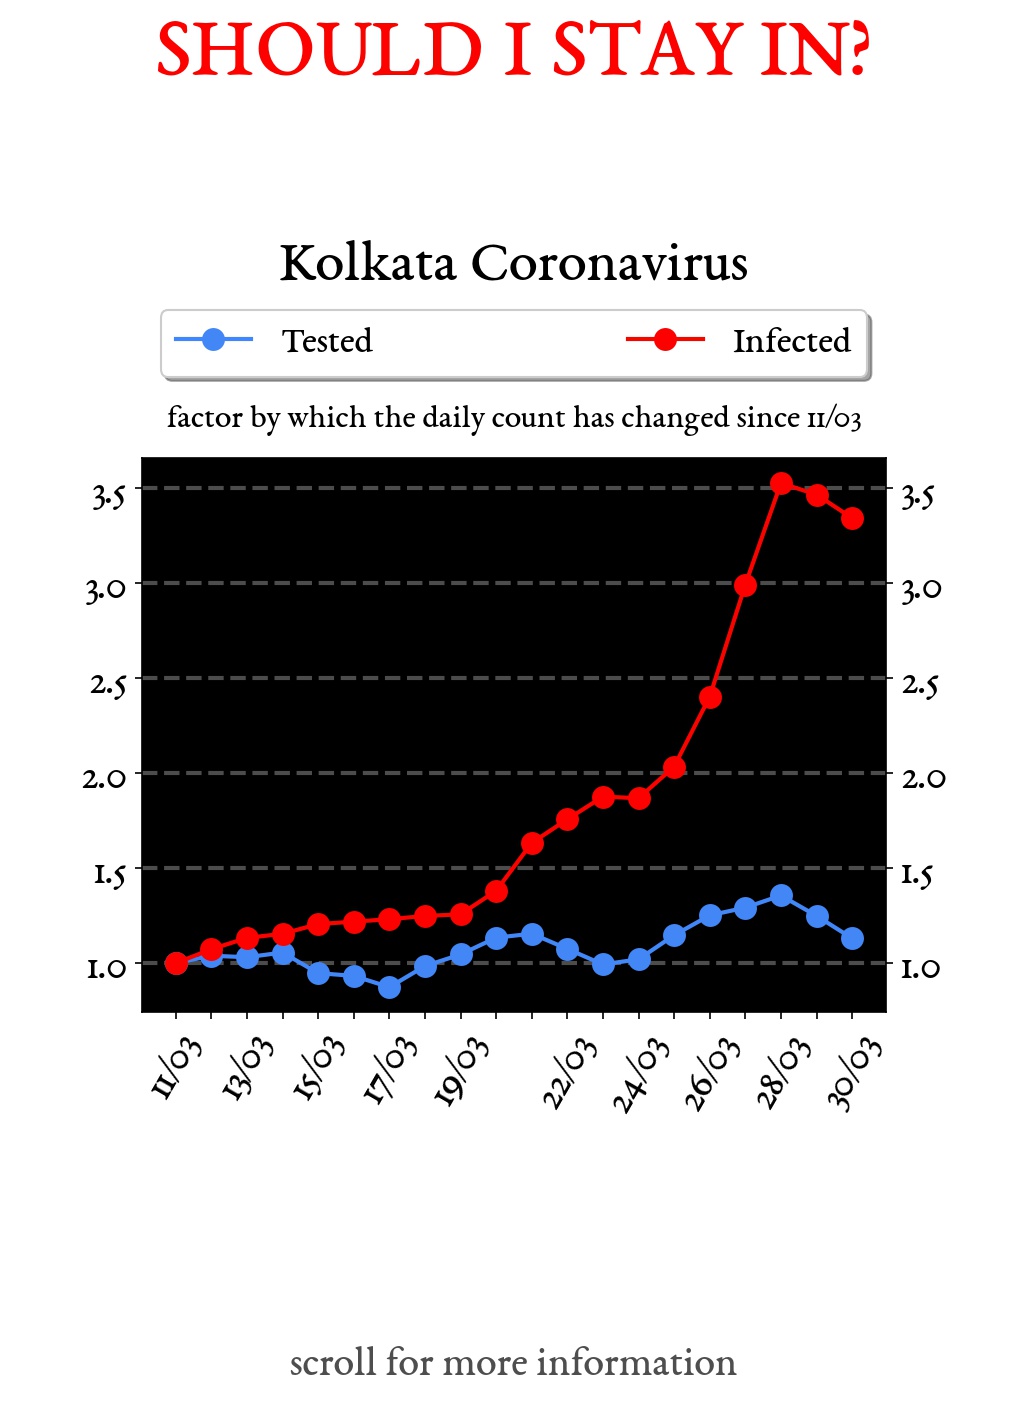 SHOULD I STAY IN?
Kolkata Coronavirus
Tested Infected
factor by which the daily count has changed since 11/03
3.5 3.5
3.0 3.0
2.5 2.5
2.0 2.0
1.5 1.5
1.0 1.0
11/03 13/03 15/03 17/03 19/03 22/03 24/03 26/03 28/03 30/03
scroll for more information